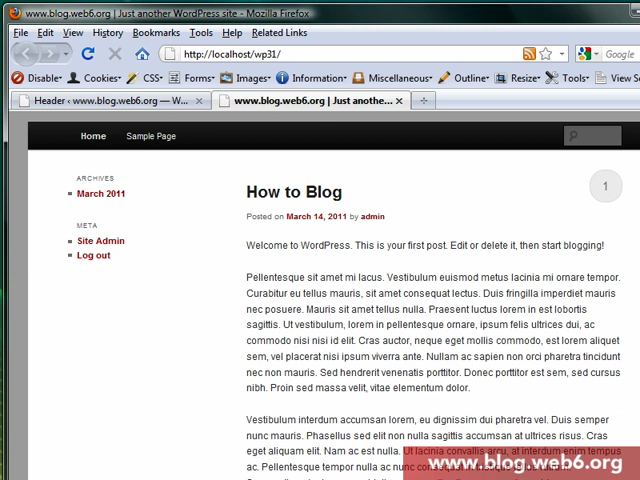 www.blog.web6.org | Just another WordPress site - Mozilla Firefox
File Edit View History Bookmarks Tools Help Related Links
http://localhost/wp31/
Google
Disable Cookies CSS Forms Images Information Miscellaneous Outline Resize Tools View S
Header ‹ www.blog.web6.org — W...
www.blog.web6.org | Just anothe...
Home Sample Page
ARCHIVES
March 2011
META
Site Admin
Log out
How to Blog
1
Posted on March 14, 2011 by admin
Welcome to WordPress. This is your first post. Edit or delete it, then start blogging!
Pellentesque sit amet mi lacus. Vestibulum euismod metus lacinia mi ornare tempor.
Curabitur eu tellus mauris, sit amet consequat lectus. Duis fringilla imperdiet mauris
nec posuere. Mauris sit amet tellus nulla. Praesent luctus lorem in est lobortis
sagittis. Ut vestibulum, lorem in pellentesque ornare, ipsum felis ultrices dui, ac
commodo nisi nisi id elit. Cras auctor, neque eget mollis commodo, est lorem aliquet
sem, vel placerat nisi ipsum viverra ante. Nullam ac sapien non orci pharetra tincidunt
nec non mauris. Sed hendrerit venenatis porttitor. Donec porttitor est sem, sed cursus
nibh. Proin sed massa velit, vitae elementum dolor.
Vestibulum interdum accumsan lorem, eu dignissim dui pharetra vel. Duis semper
nunc mauris. Phasellus sed elit non nulla sagittis accumsan at ultrices risus. Cras
eget aliquam elit. Nam ac est nulla. Ut lacinia convallis arcu, at interdum enim tempus
ac. Pellentesque tempor nulla ac nunc
www.blog.web6.org